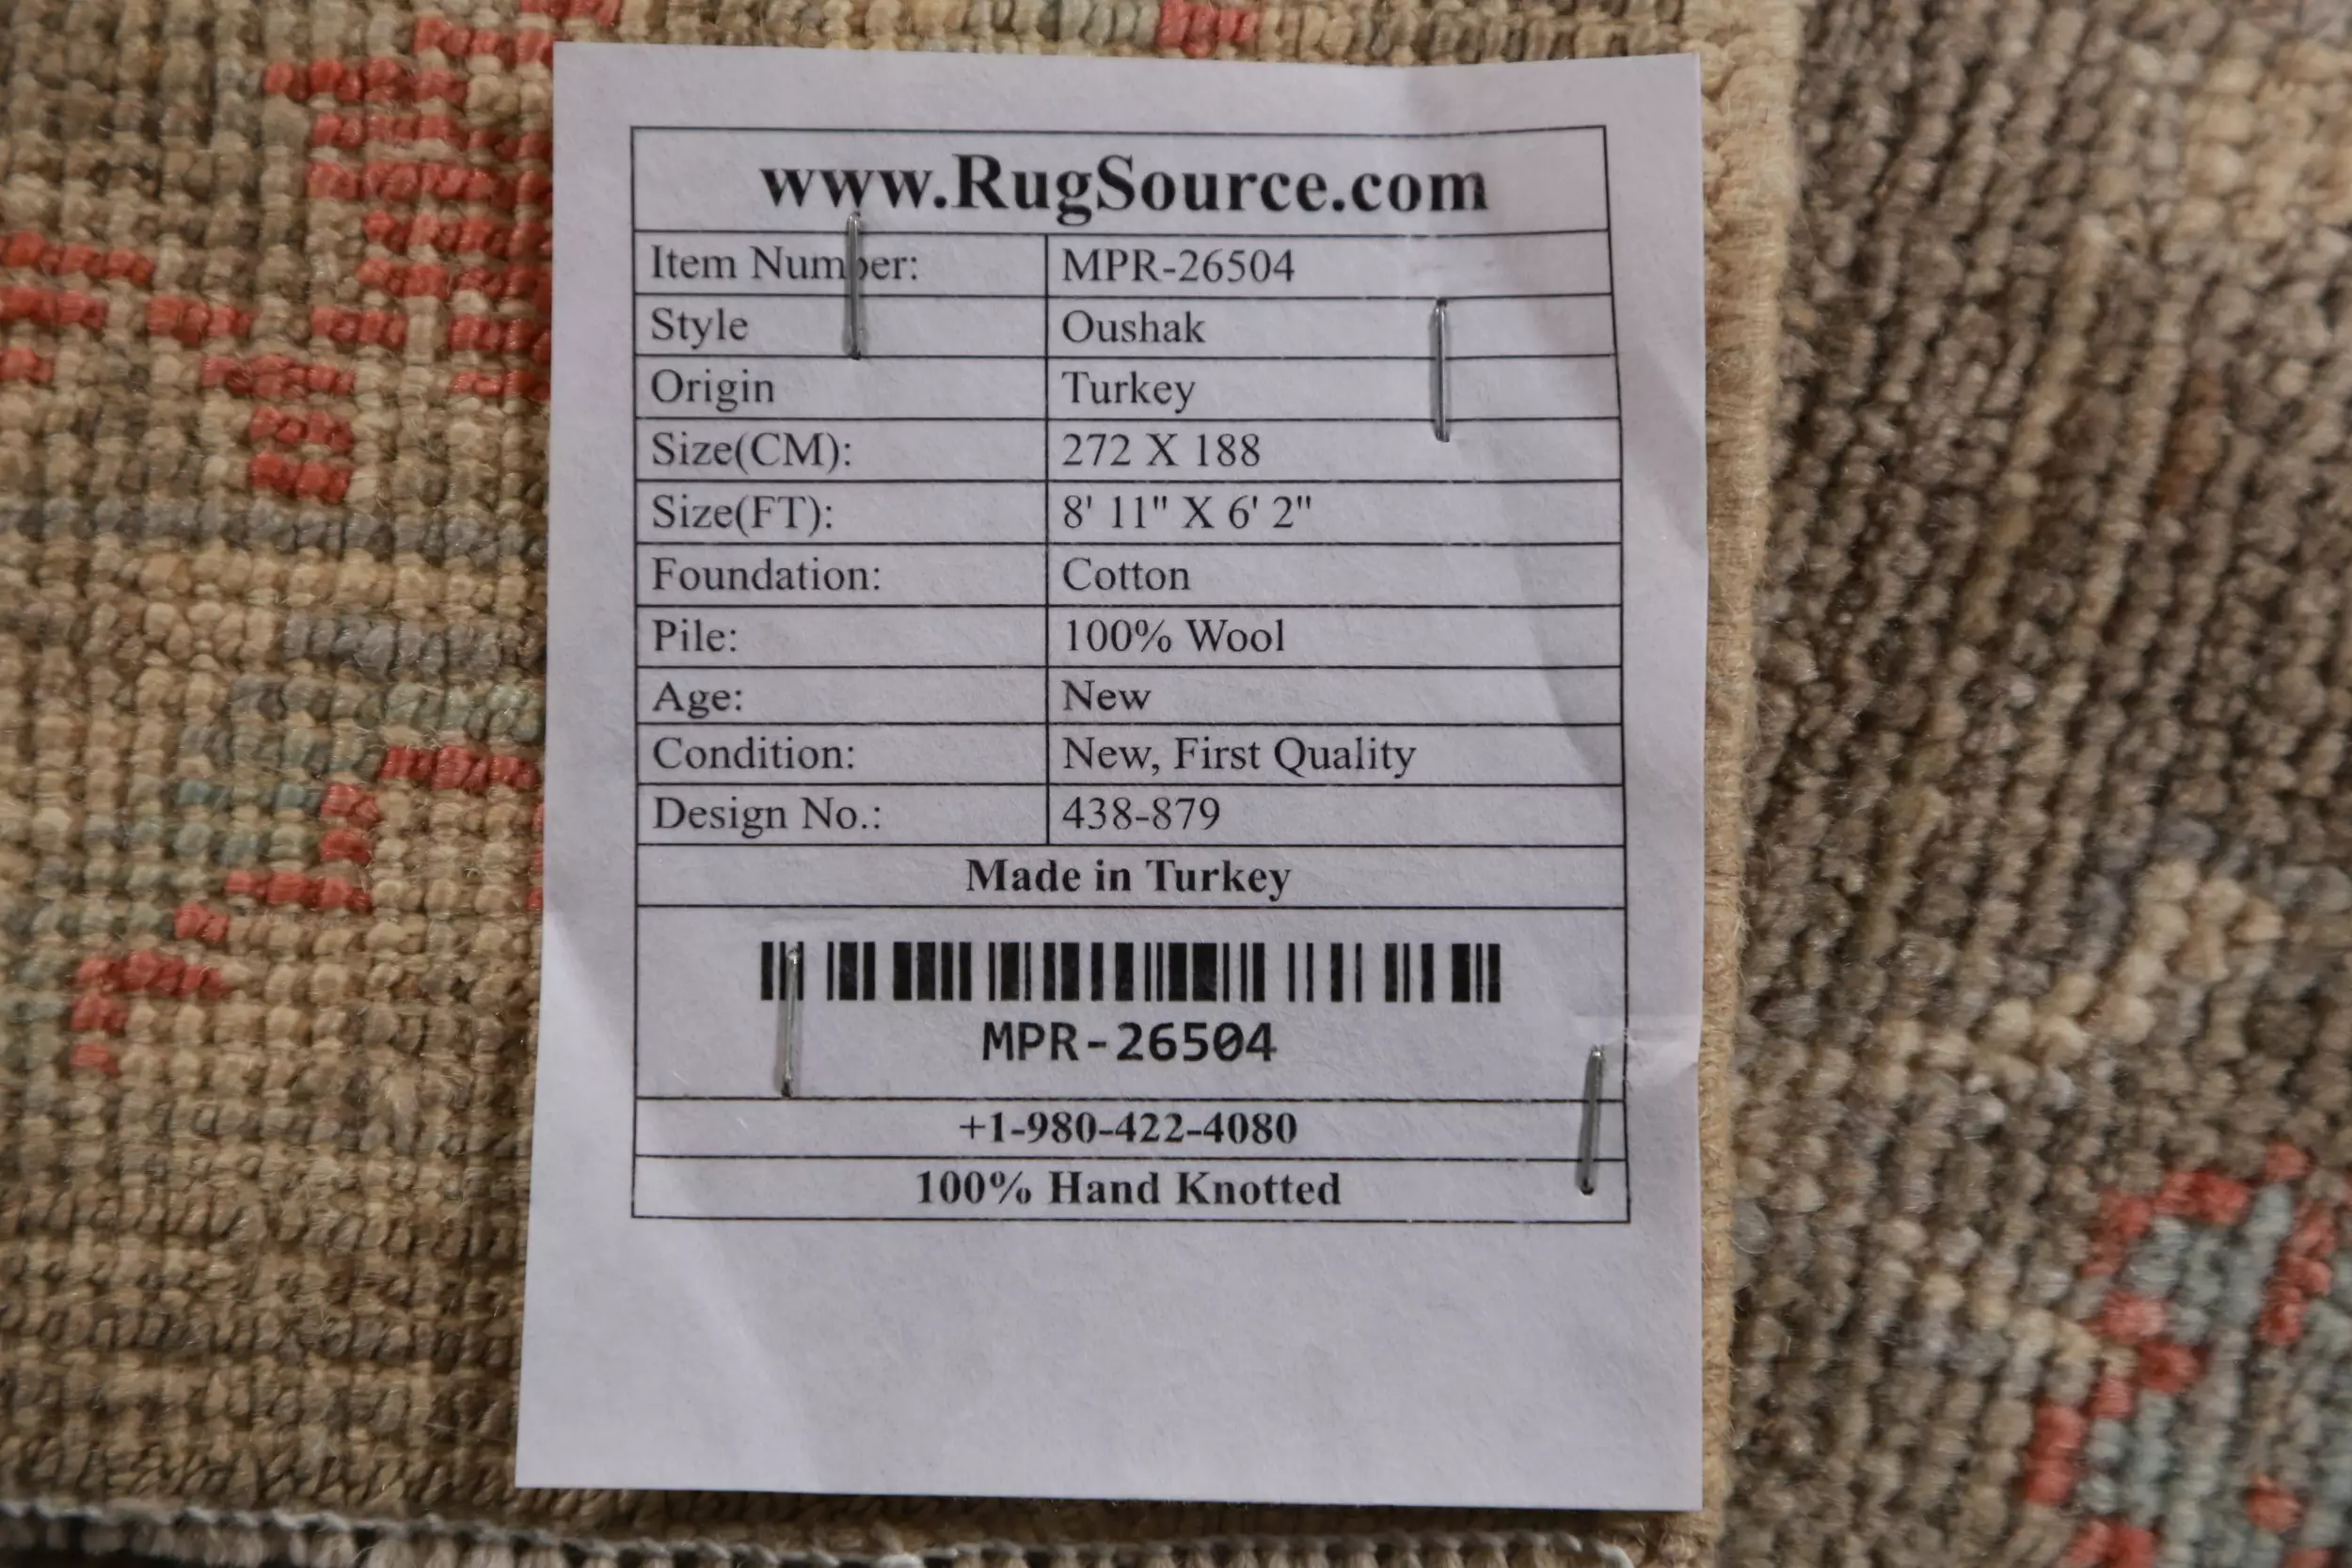 www.RugSource.com
Item Number: MPR-26504
Style Oushak
Origin Turkey
Size(CM): 272 X 188
Size(FT): 8' 11" X 6' 2"
Foundation: Cotton
Pile: 100% Wool
Age: New
Condition: New, First Quality
Design No.: 438-879
Made in Turkey
MPR-26504
+1-980-422-4080
100% Hand Knotted